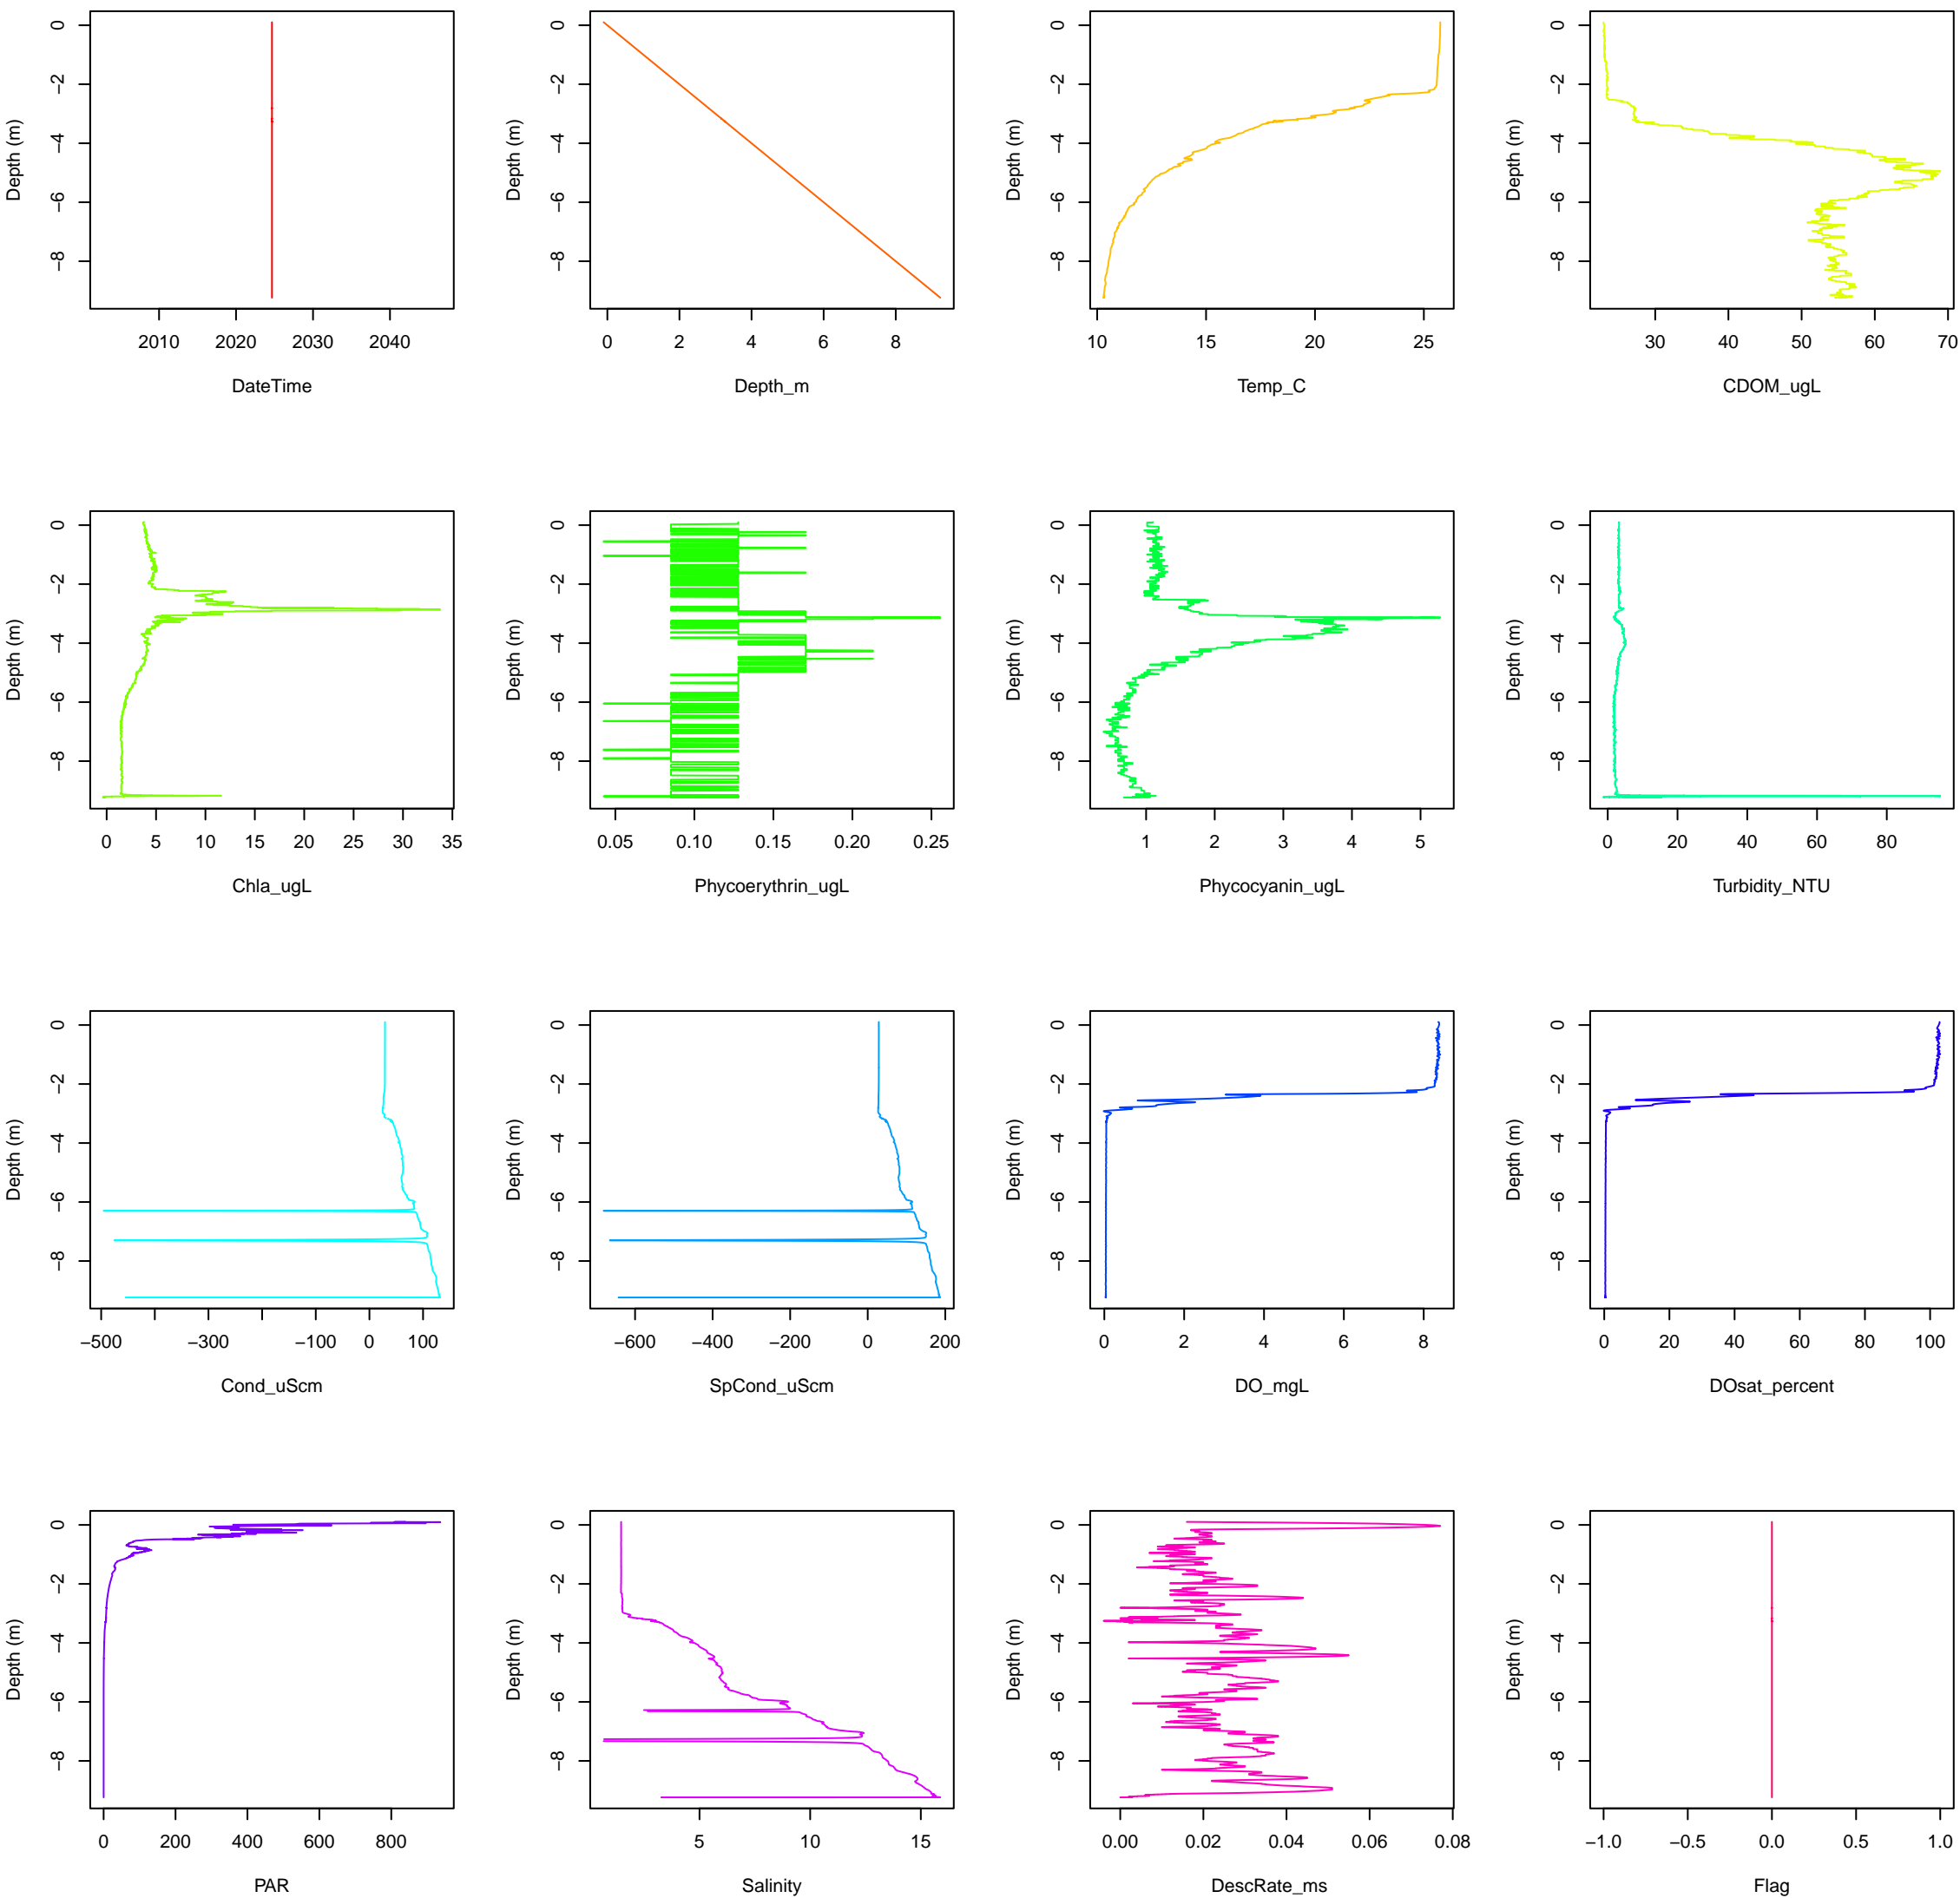 0
−2
−4
−6
−8
Depth (m)
2010 2020 2030 2040
DateTime
0
−2
−4
−6
−8
Depth (m)
0 2 4 6 8
Depth_m
0
−2
−4
−6
−8
Depth (m)
10 15 20 25
Temp_C
0
−2
−4
−6
−8
Depth (m)
30 40 50 60 70
CDOM_ugL
0
−2
−4
−6
−8
Depth (m)
0 5 10 15 20 25 30 35
Chla_ugL
0
−2
−4
−6
−8
Depth (m)
0.05 0.10 0.15 0.20 0.25
Phycoerythrin_ugL
0
−2
−4
−6
−8
Depth (m)
1 2 3 4 5
Phycocyanin_ugL
0
−2
−4
−6
−8
Depth (m)
0 20 40 60 80
Turbidity_NTU
0
−2
−4
−6
−8
Depth (m)
−500 −300 −100 0 100
Cond_uScm
0
−2
−4
−6
−8
Depth (m)
−600 −400 −200 0 200
SpCond_uScm
0
−2
−4
−6
−8
Depth (m)
0 2 4 6 8
DO_mgL
0
−2
−4
−6
−8
Depth (m)
0 20 40 60 80 100
DOsat_percent
0
−2
−4
−6
−8
Depth (m)
0 200 400 600 800
PAR
0
−2
−4
−6
−8
Depth (m)
5 10 15
Salinity
0
−2
−4
−6
−8
Depth (m)
0.00 0.02 0.04 0.06 0.08
DescRate_ms
0
−2
−4
−6
−8
Depth (m)
−1.0 −0.5 0.0 0.5 1.0
Flag